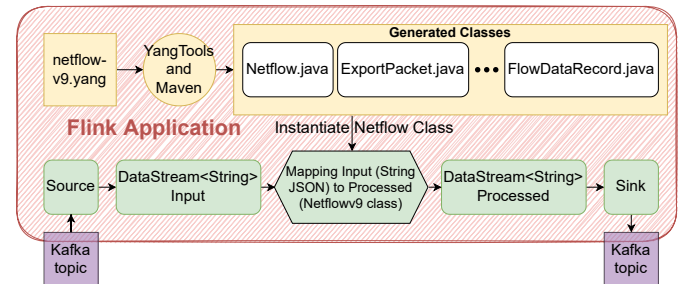 Generated Classes
netflow-
v9.yang
YangTools
and
Maven
Netflow.java
ExportPacket.java
FlowDataRecord.java
Flink Application
Instantiate Netflow Class
Source
DataStream<String>
Input
Mapping Input (String
JSON) to Processed
(Netflowv9 class)
DataStream<String>
Processed
Sink
Kafka
topic
Kafka
topic